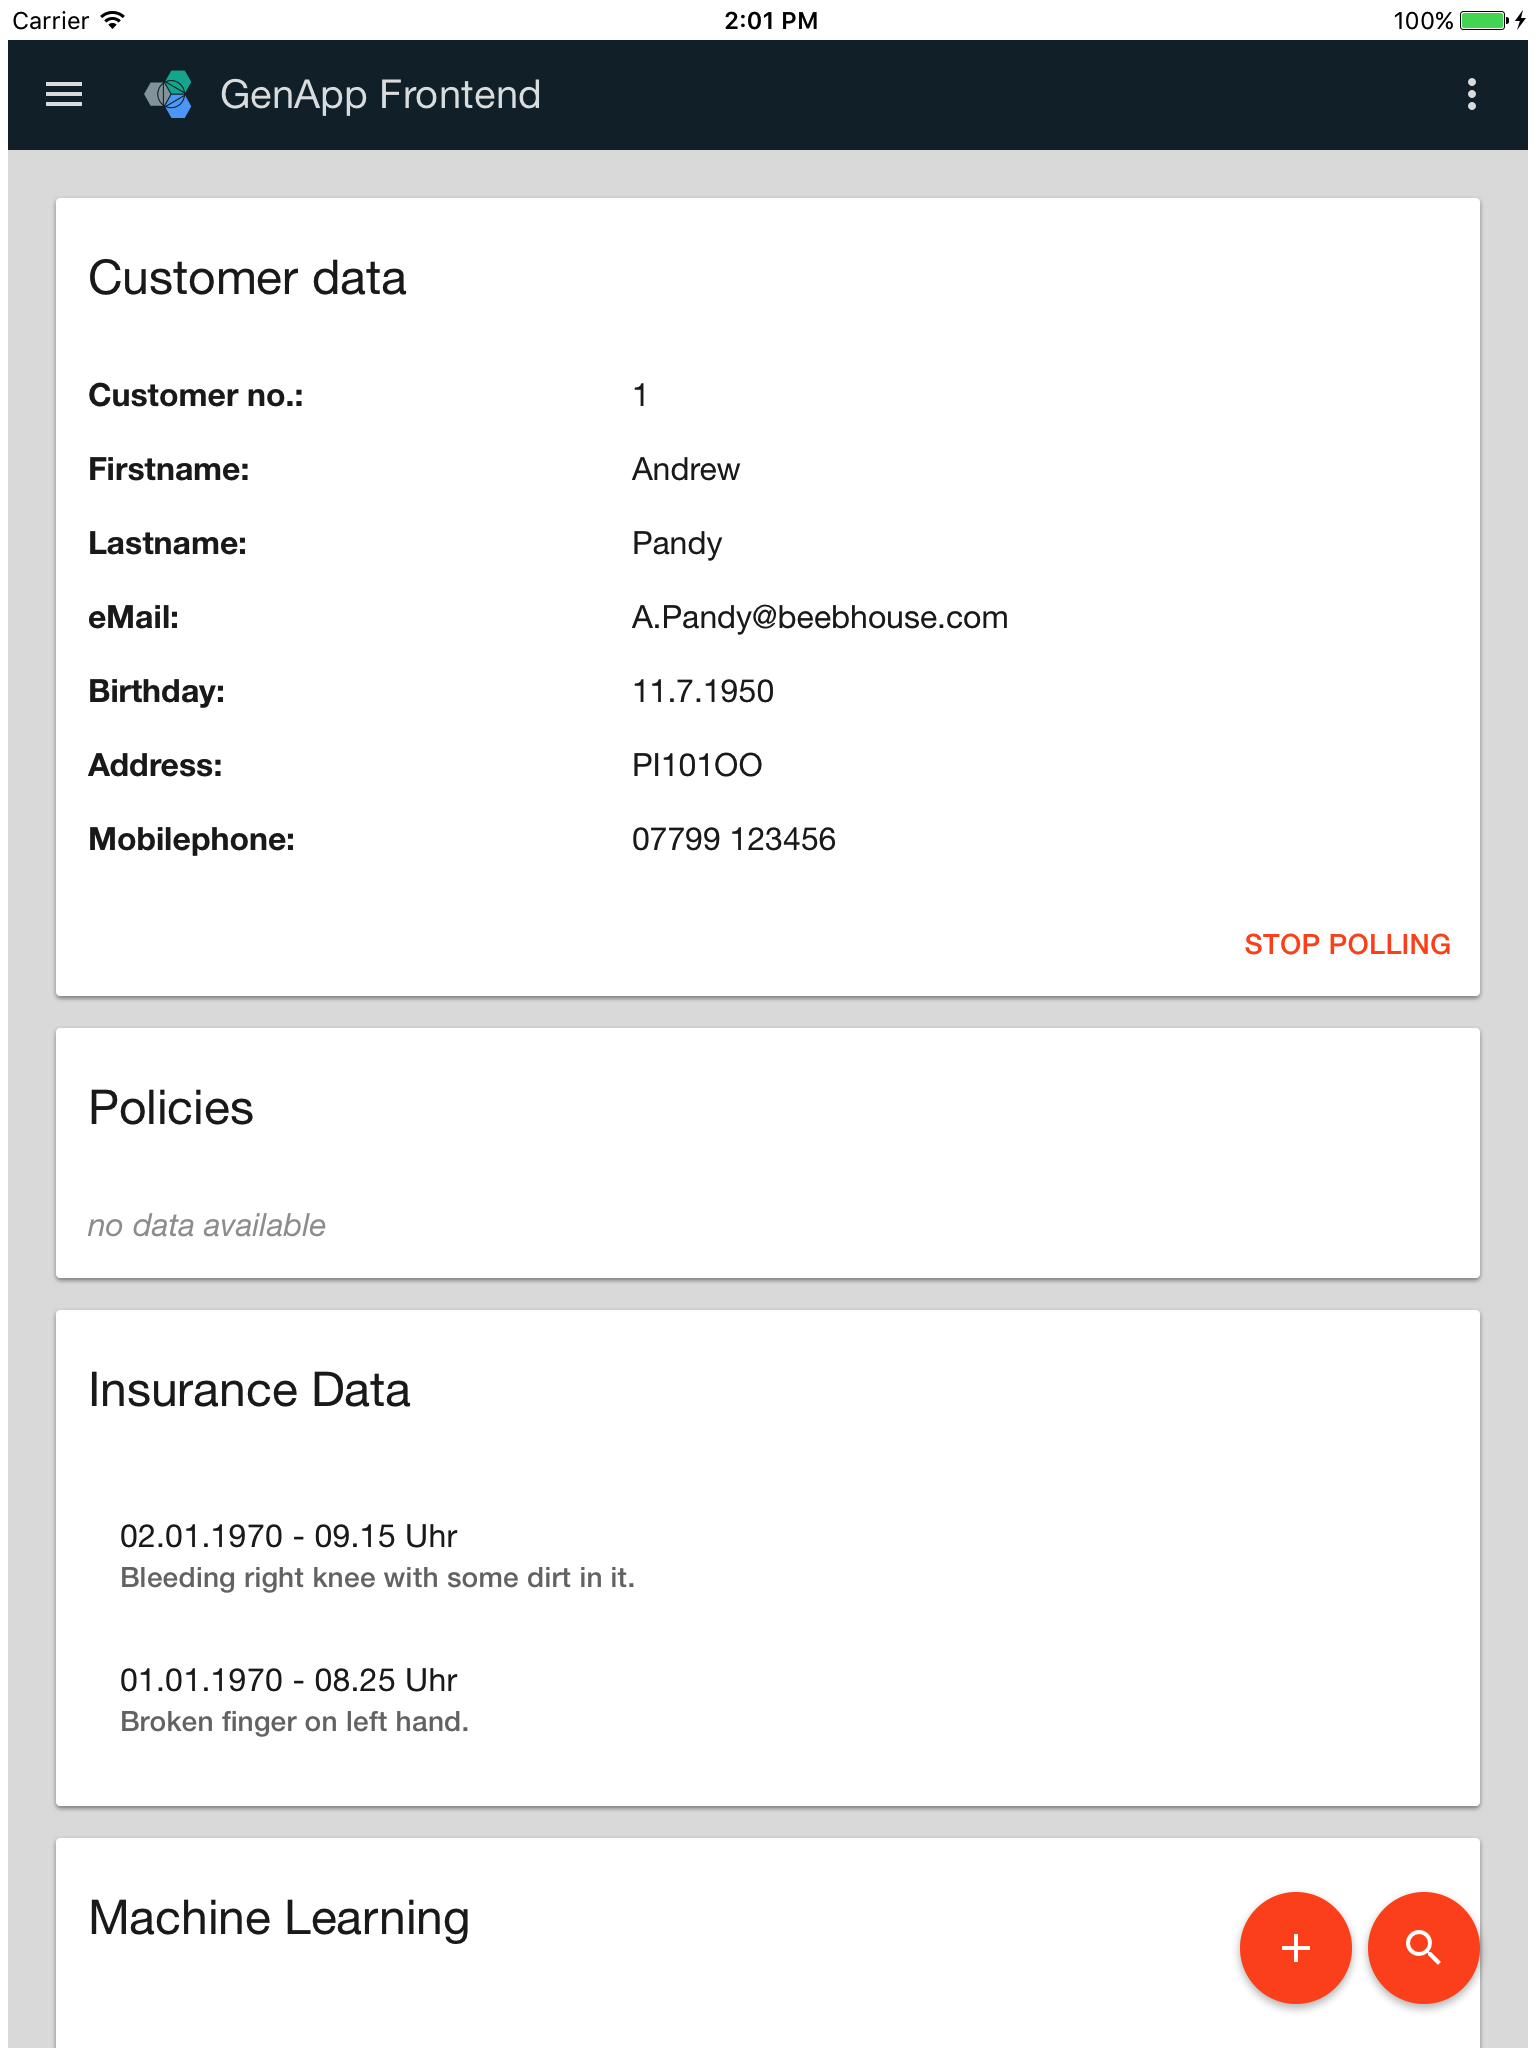 Carrier 2:01 PM 100%
GenApp Frontend
Customer data
Customer no.: 1
Firstname: Andrew
Lastname: Pandy
eMail: A.Pandy@beebhouse.com
Birthday: 11.7.1950
Address: PI101OO
Mobilephone: 07799 123456
STOP POLLING
Policies
no data available
Insurance Data
02.01.1970 - 09.15 Uhr
Bleeding right knee with some dirt in it.
01.01.1970 - 08.25 Uhr
Broken finger on left hand.
Machine Learning